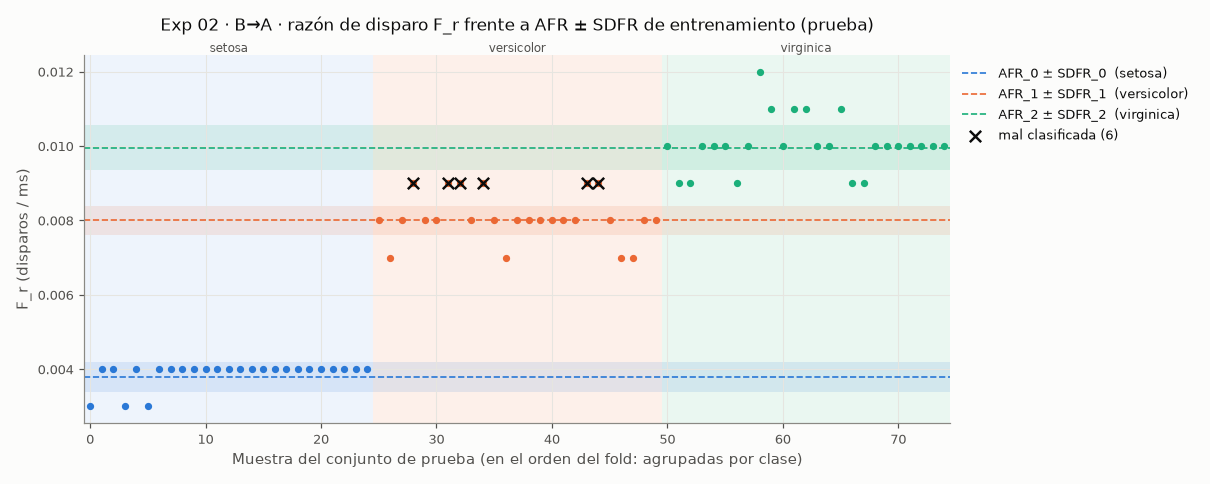 Exp 02 · B→A · razón de disparo F_r frente a AFR ± SDFR de entrenamiento (prueba)
setosa versicolor virginica
AFR_0 ± SDFR_0 (setosa)
AFR_1 ± SDFR_1 (versicolor)
AFR_2 ± SDFR_2 (virginica)
mal clasificada (6)
F_r (disparos / ms)
0.012
0.010
0.008
0.006
0.004
0 10 20 30 40 50 60 70
Muestra del conjunto de prueba (en el orden del fold: agrupadas por clase)